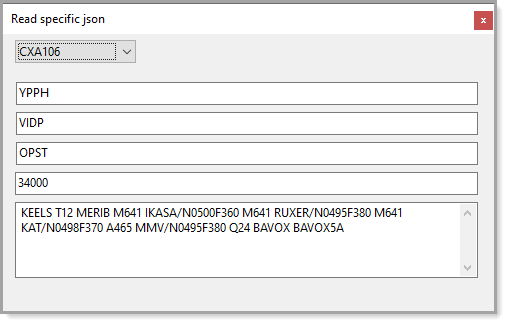 Read specific json
x
CXA106
YPPH
VIDP
OPST
34000
KEELS T12 MERIB M641 IKASA/N0500F360 M641 RUXER/N0495F380 M641
KAT/N0498F370 A465 MMV/N0495F380 Q24 BAVOX BAVOX5A